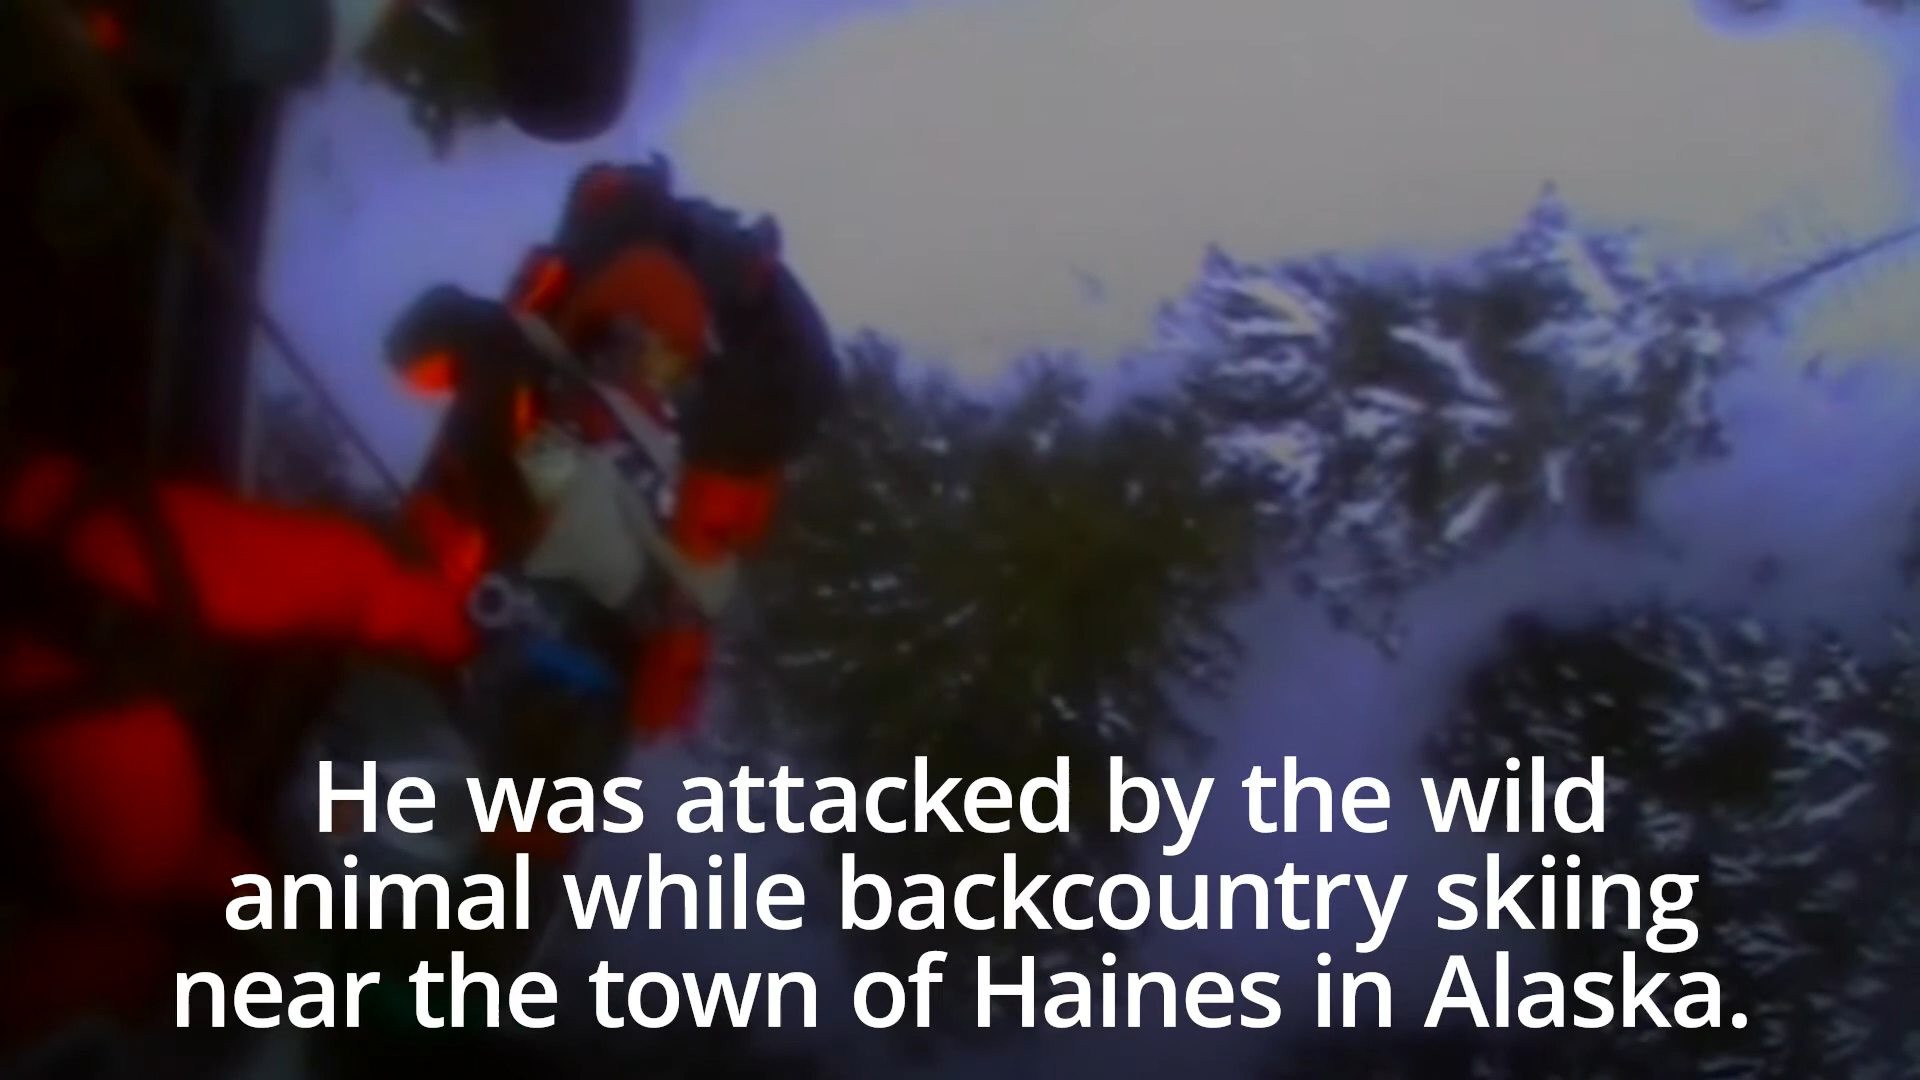 He was attacked by the wild
animal while backcountry skiing
near the town of Haines in Alaska.